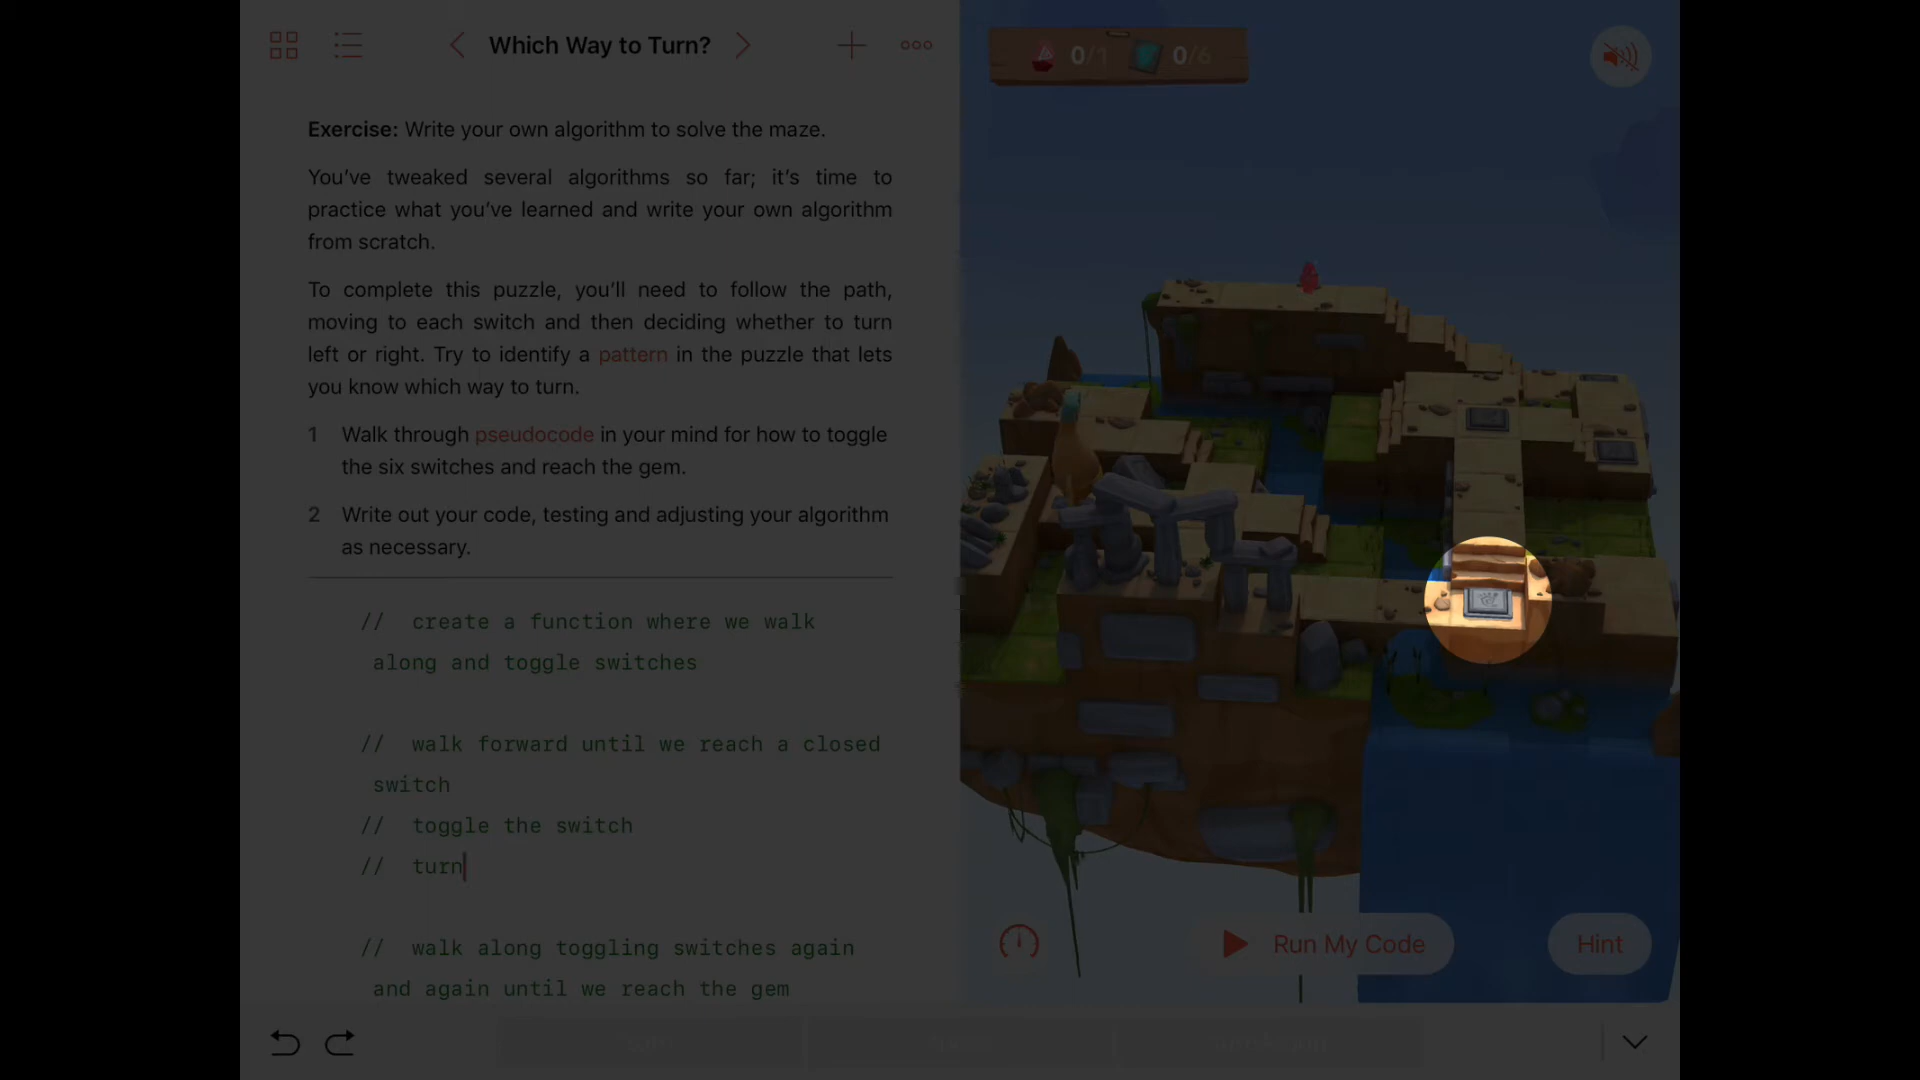 Which Way to Turn?
0/1 0/6
Exercise: Write your own algorithm to solve the maze.
You've tweaked several algorithms so far; it's time to
practice what you've learned and write your own algorithm
from scratch.
To complete this puzzle, you'll need to follow the path,
moving to each switch and then deciding whether to turn
left or right. Try to identify a pattern in the puzzle that lets
you know which way to turn.
1 Walk through pseudocode in your mind for how to toggle
the six switches and reach the gem.
2 Write out your code, testing and adjusting your algorithm
as necessary.
// create a function where we walk
along and toggle switches
// walk forward until we reach a closed
switch
// toggle the switch
// turn
// walk along toggling switches again
and again until we reach the gem
Run My Code
Hint